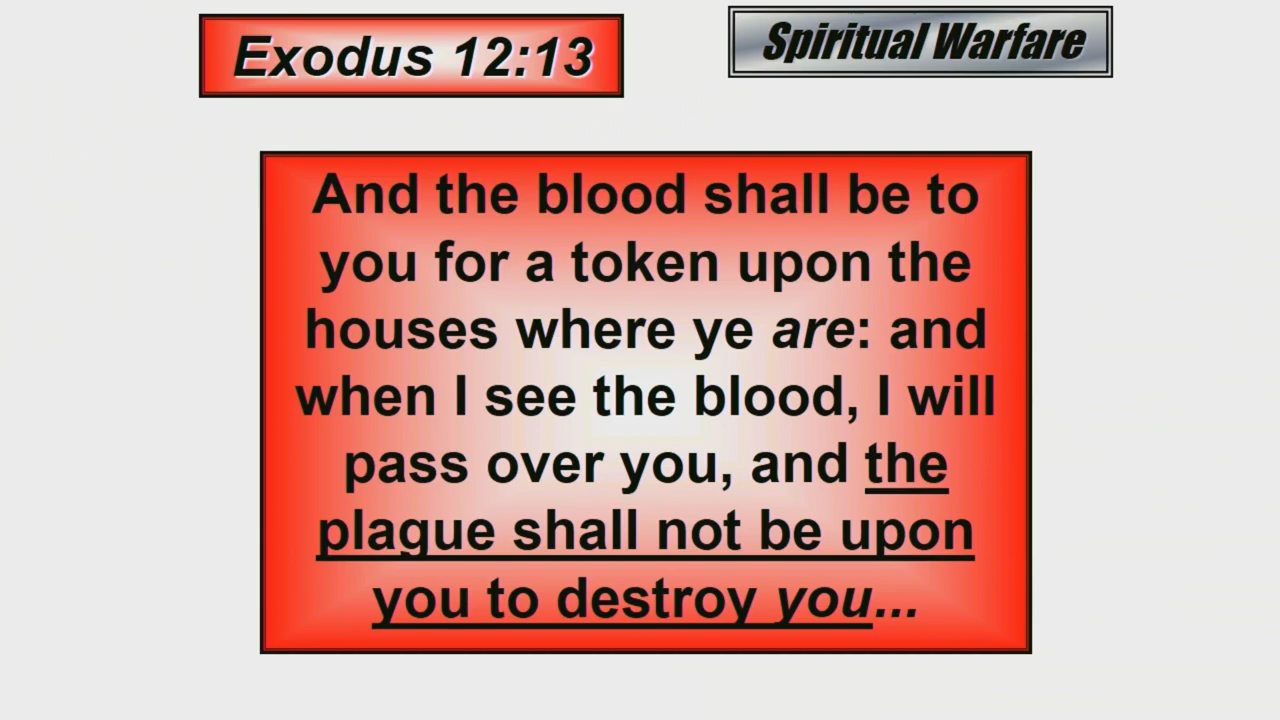 Exodus 12:13
Spiritual Warfare
And the blood shall be to
you for a token upon the
houses where ye are: and
when I see the blood, I will
pass over you, and the
plague shall not be upon
you to destroy you...